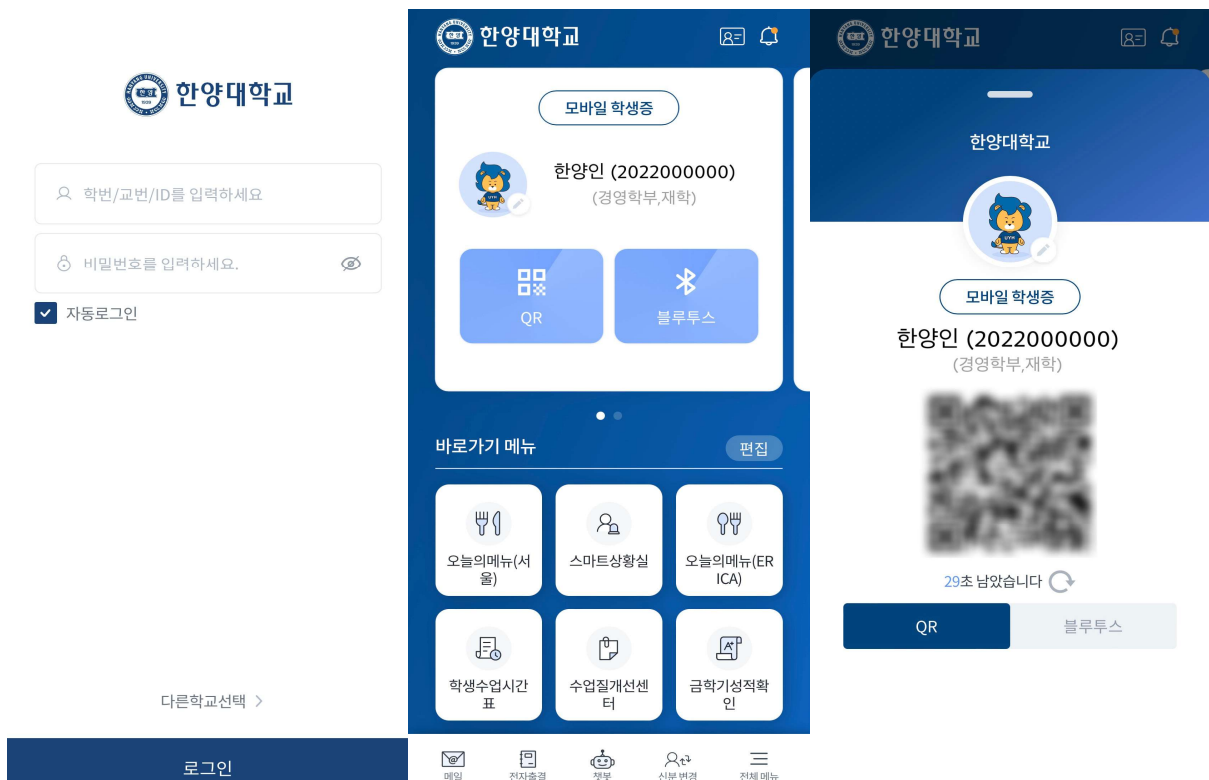 한양대학교
학번/교번/ID를 입력하세요
비밀번호를 입력하세요.
자동로그인
다른학교선택 >
로그인
한양대학교
모바일 학생증
한양인 (2022000000)
(경영학부,재학)
QR
블루투스
바로가기 메뉴
편집
오늘의메뉴(서
울)
스마트상황실
오늘의메뉴(ER
ICA)
학생수업시간
표
수업질개선센
터
금학기성적확
인
메일
전자출결
챗봇
신분 변경
전체 메뉴
한양대학교
한양대학교
모바일 학생증
한양인 (2022000000)
(경영학부,재학)
29초 남았습니다
QR
블루투스